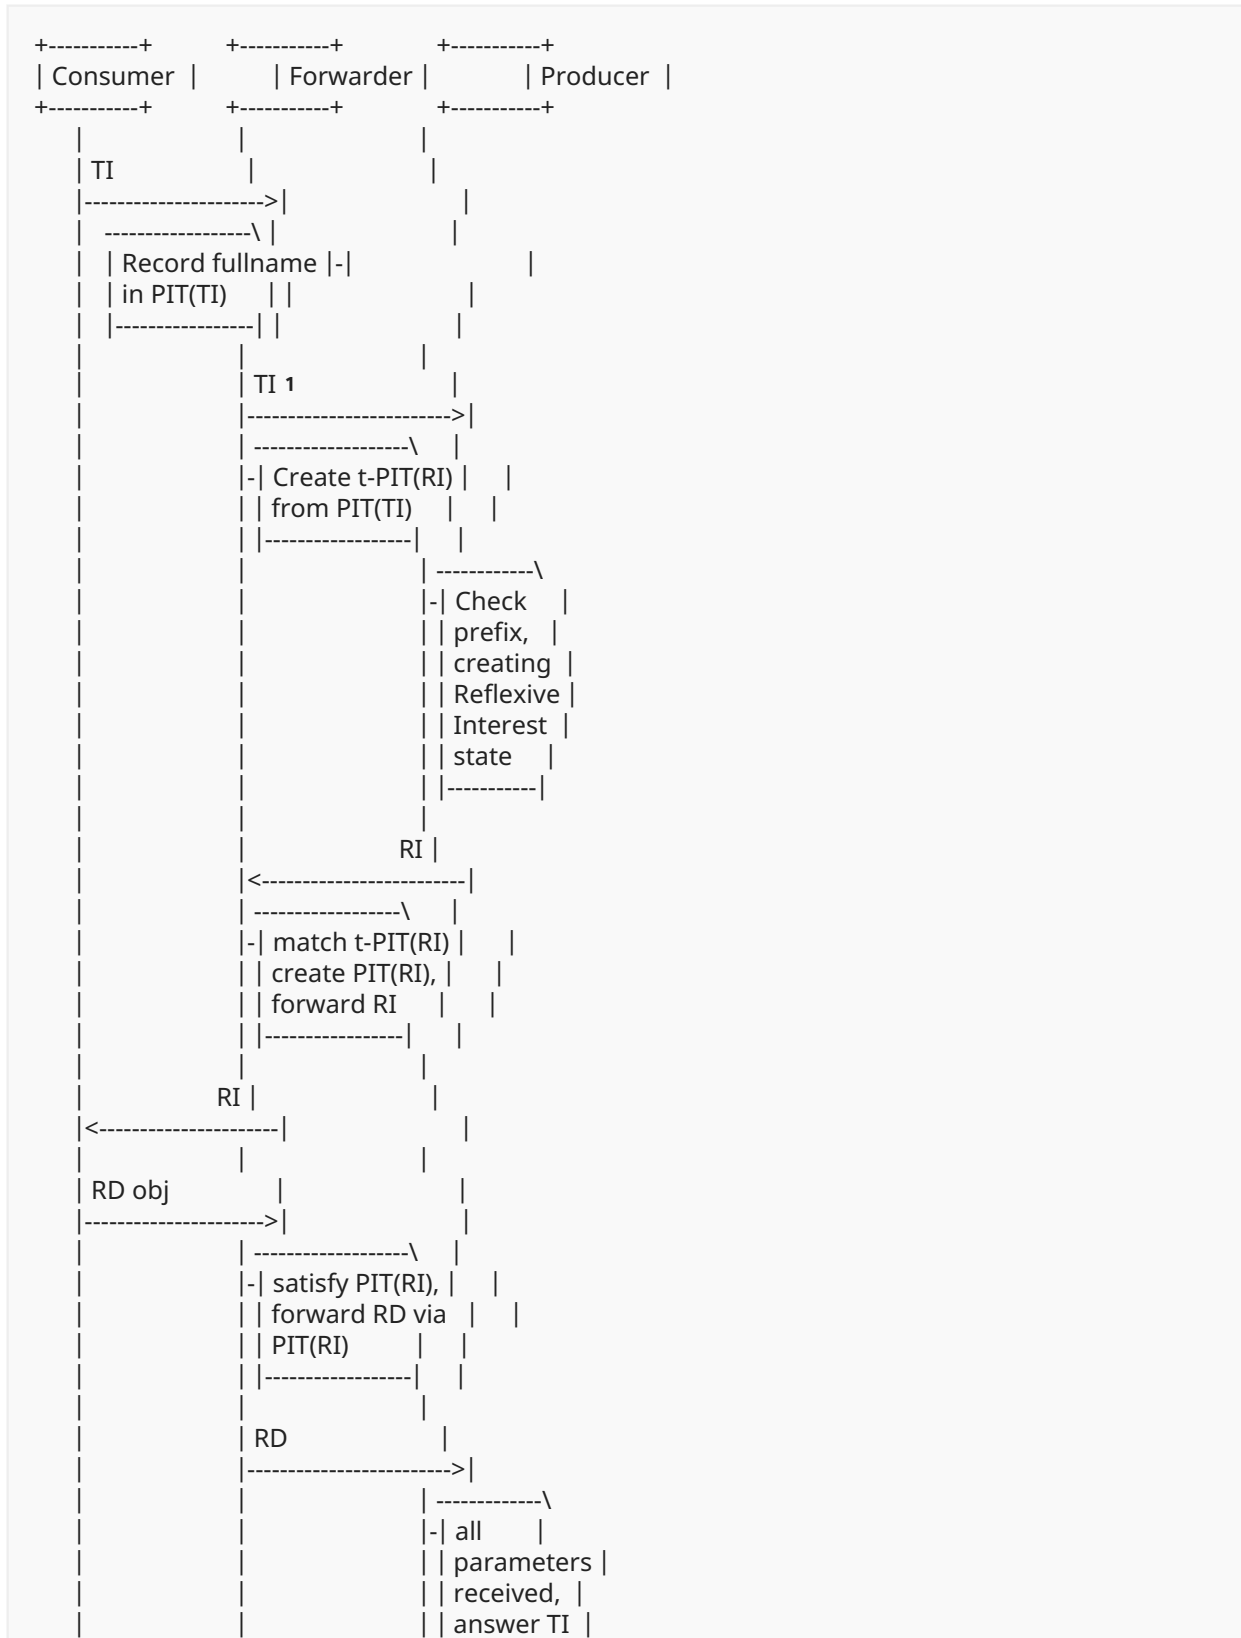 +-----------+ +-----------+ +-----------+
| Consumer | | Forwarder | | Producer |
+-----------+ +-----------+ +-----------+
| | |
| TI | |
|---------------------->| |
| ------------------\ | |
| | Record fullname |-| |
| | in PIT(TI) | | |
| |-----------------| | |
| | |
| | TI 1 |
| |------------------------->|
| | -------------------\ |
| |-| Create t-PIT(RI) | |
| | | from PIT(TI) | |
| | |------------------| |
| | | ------------\
| | |-| Check |
| | | | prefix, |
| | | | creating |
| | | | Reflexive |
| | | | Interest |
| | | | state |
| | | |-----------|
| | |
| | RI |
| |<-------------------------|
| | ------------------\ |
| |-| match t-PIT(RI) | |
| | | create PIT(RI), | |
| | | forward RI | |
| | |-----------------| |
| | |
| RI | |
|<----------------------| |
| | |
| RD obj | |
|---------------------->| |
| | -------------------\ |
| |-| satisfy PIT(RI), | |
| | | forward RD via | |
| | | PIT(RI) | |
| | |------------------| |
| | |
| | RD |
| |------------------------->|
| | | -------------\
| | |-| all |
| | | | parameters |
| | | | received, |
| | | | answer TI |